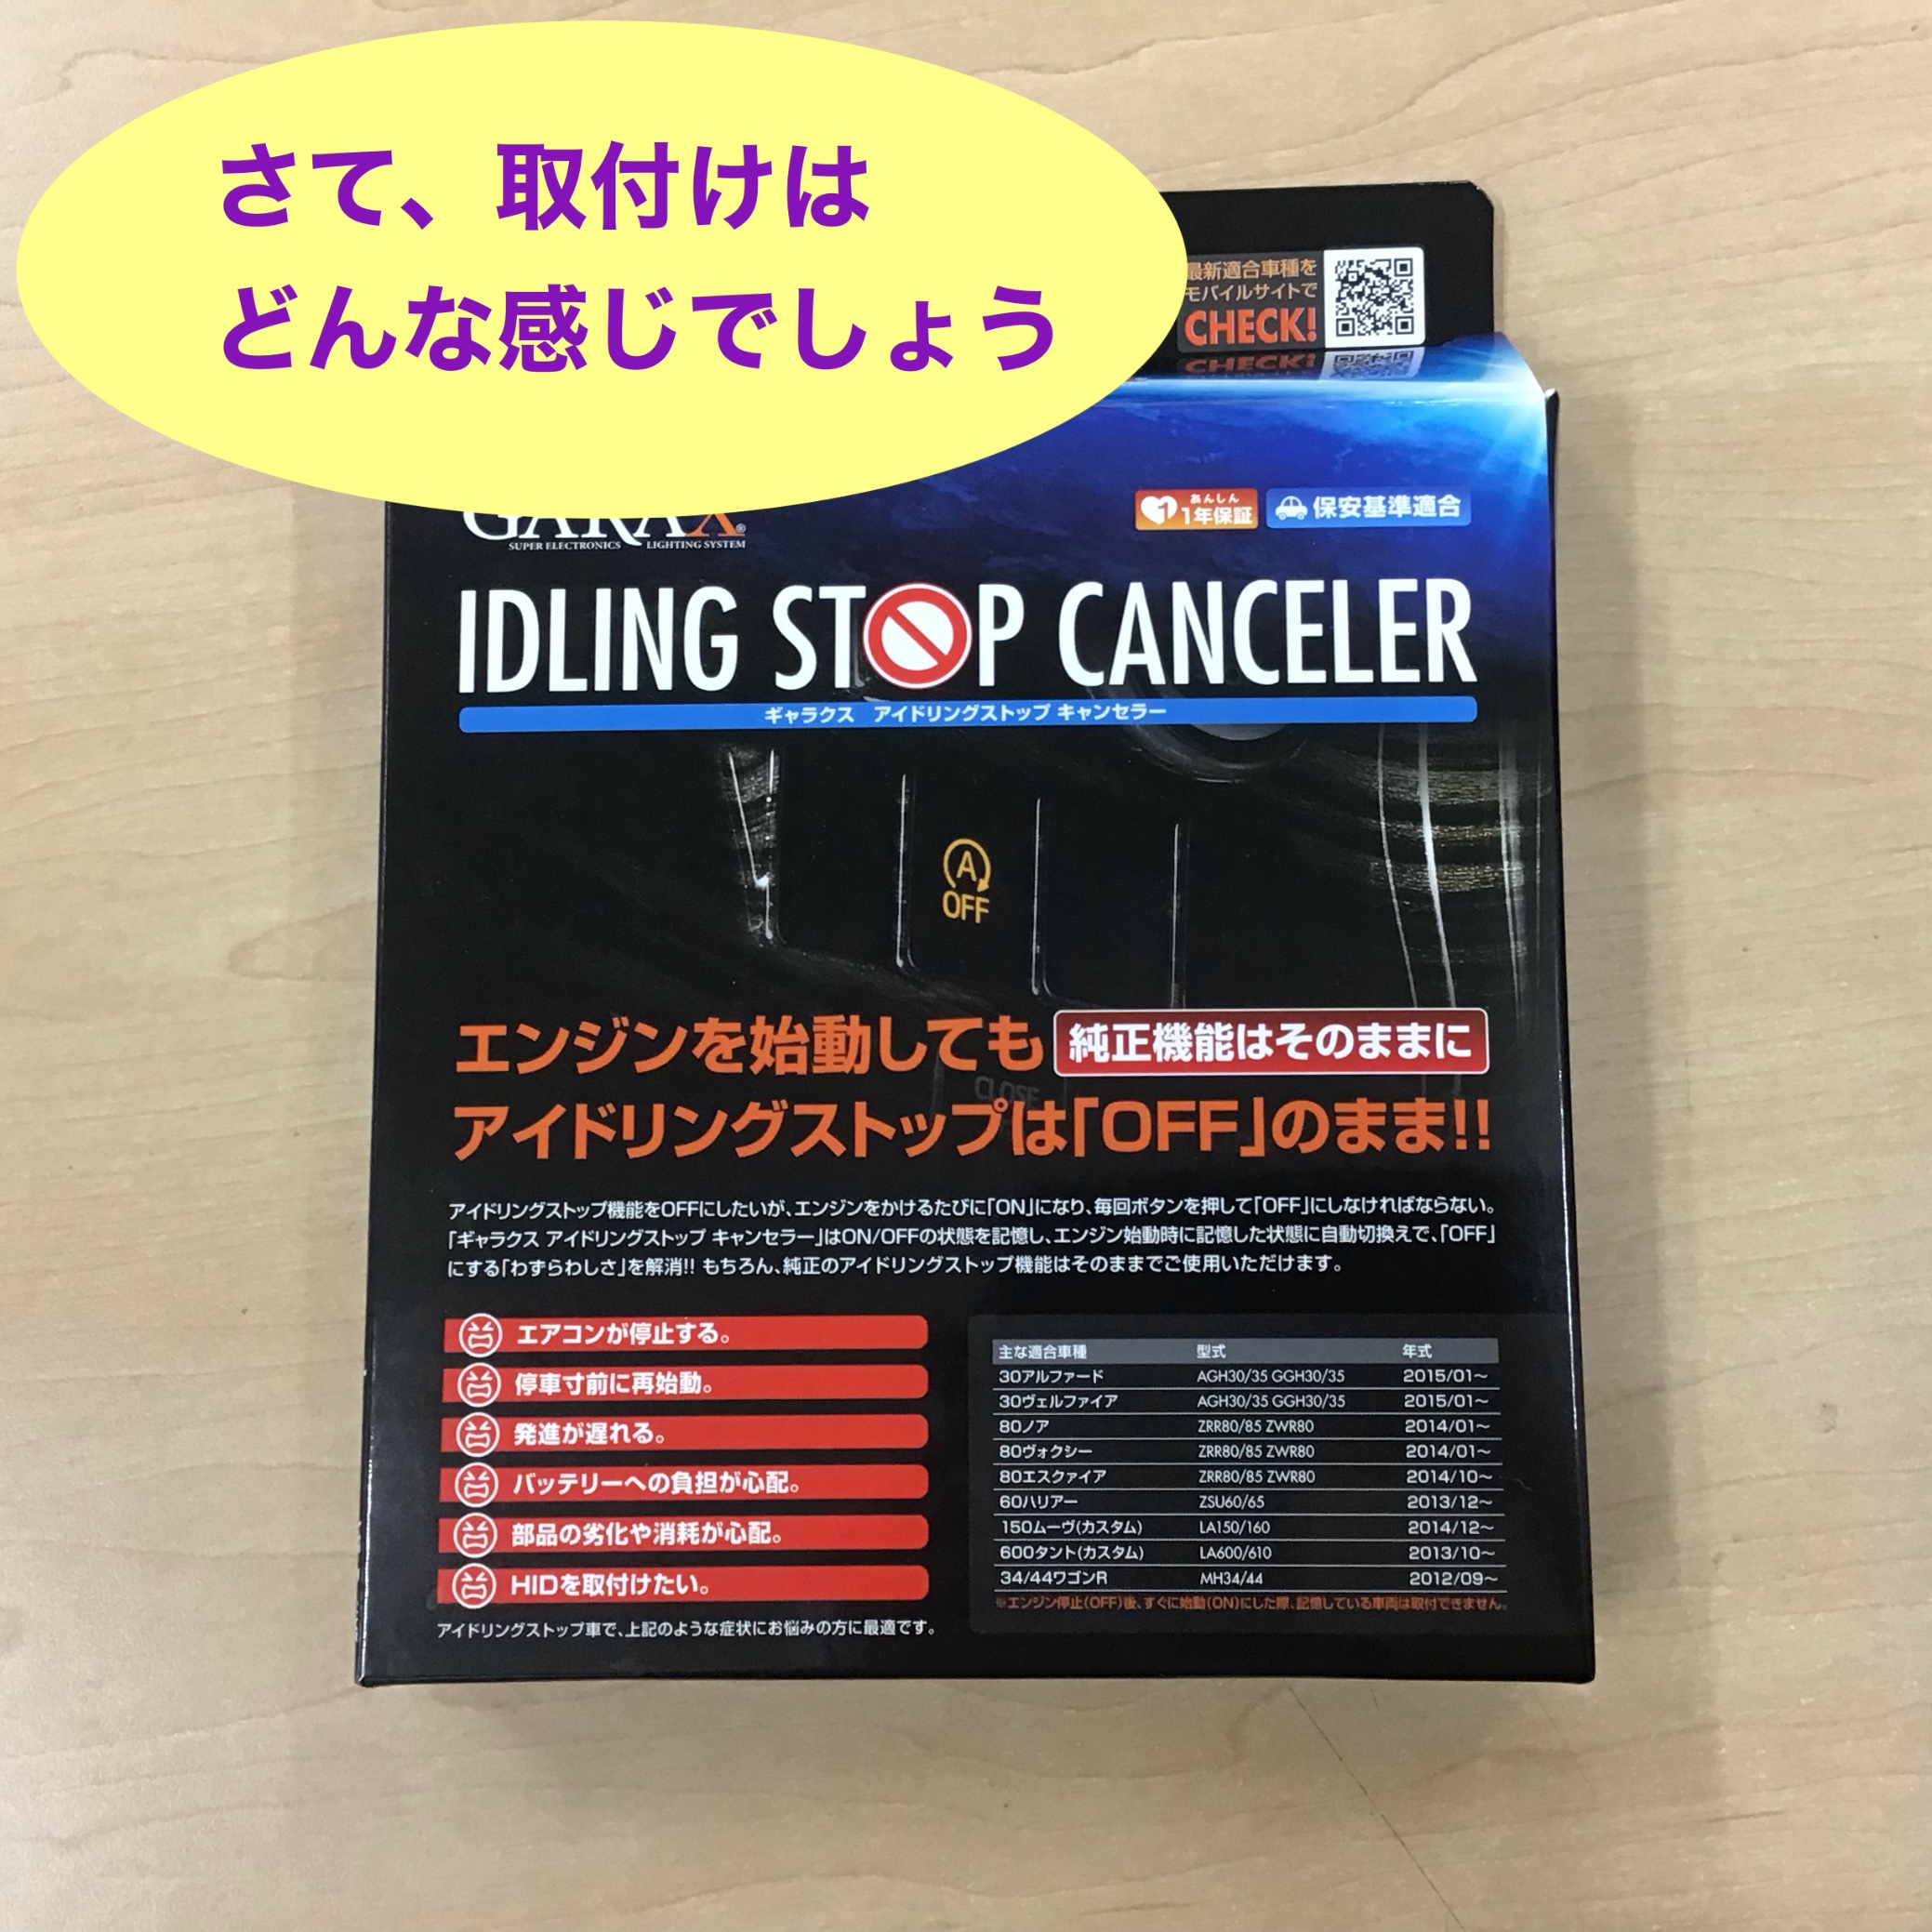 さて、取付けは
どんな感じでしょう
最新適合車種を
モバイルサイトで
CHECK!
GARAX®
SUPER ELECTRONICS LIGHTING SYSTEM
あんしん
1年保証
保安基準適合
IDLING STOP CANCELER
ギャラクス アイドリングストップ キャンセラー
A
OFF
エンジンを始動しても 純正機能はそのままに
アイドリングストップは「OFF」のまま!!
アイドリングストップ機能をOFFにしたいが、エンジンをかけるたびに「ON」になり、毎回ボタンを押して「OFF」にしなければならない。
「ギャラクス アイドリングストップ キャンセラー」はON/OFFの状態を記憶し、エンジン始動時に記憶した状態に自動切換えで、「OFF」
にする「わずらわしさ」を解消!! もちろん、純正のアイドリングストップ機能はそのままでご使用いただけます。
エアコンが停止する。
停車寸前に再始動。
発進が遅れる。
バッテリーへの負担が心配。
部品の劣化や消耗が心配。
HIDを取付けたい。
アイドリングストップ車で、上記のような症状にお悩みの方に最適です。
主な適合車種 型式 年式
30アルファード AGH30/35 GGH30/35 2015/01～
30ヴェルファイア AGH30/35 GGH30/35 2015/01～
80ノア ZRR80/85 ZWR80 2014/01～
80ヴォクシー ZRR80/85 ZWR80 2014/01～
80エスクァイア ZRR80/85 ZWR80 2014/10～
60ハリアー ZSU60/65 2013/12～
150ムーヴ(カスタム) LA150/160 2014/12～
600タント(カスタム) LA600/610 2013/10～
34/44ワゴンR MH34/44 2012/09～
※エンジン停止(OFF)後、すぐに始動(ON)にした際、記憶している車両は取付できません。